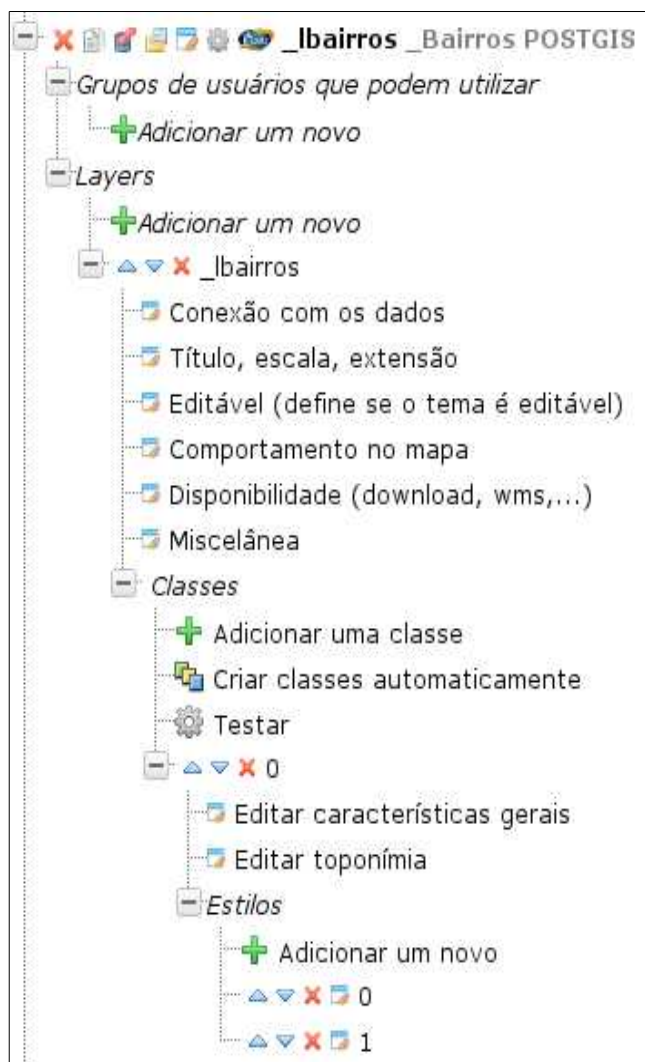 _lbairros _Bairros POSTGIS
Grupos de usuários que podem utilizar
Adicionar um novo
Layers
Adicionar um novo
_lbairros
Conexão com os dados
Título, escala, extensão
Editável (define se o tema é editável)
Comportamento no mapa
Disponibilidade (download, wms,...)
Miscelânea
Classes
Adicionar uma classe
Criar classes automaticamente
Testar
0
Editar característísticas gerais
Editar toponímia
Estilos
Adicionar um novo
0
1